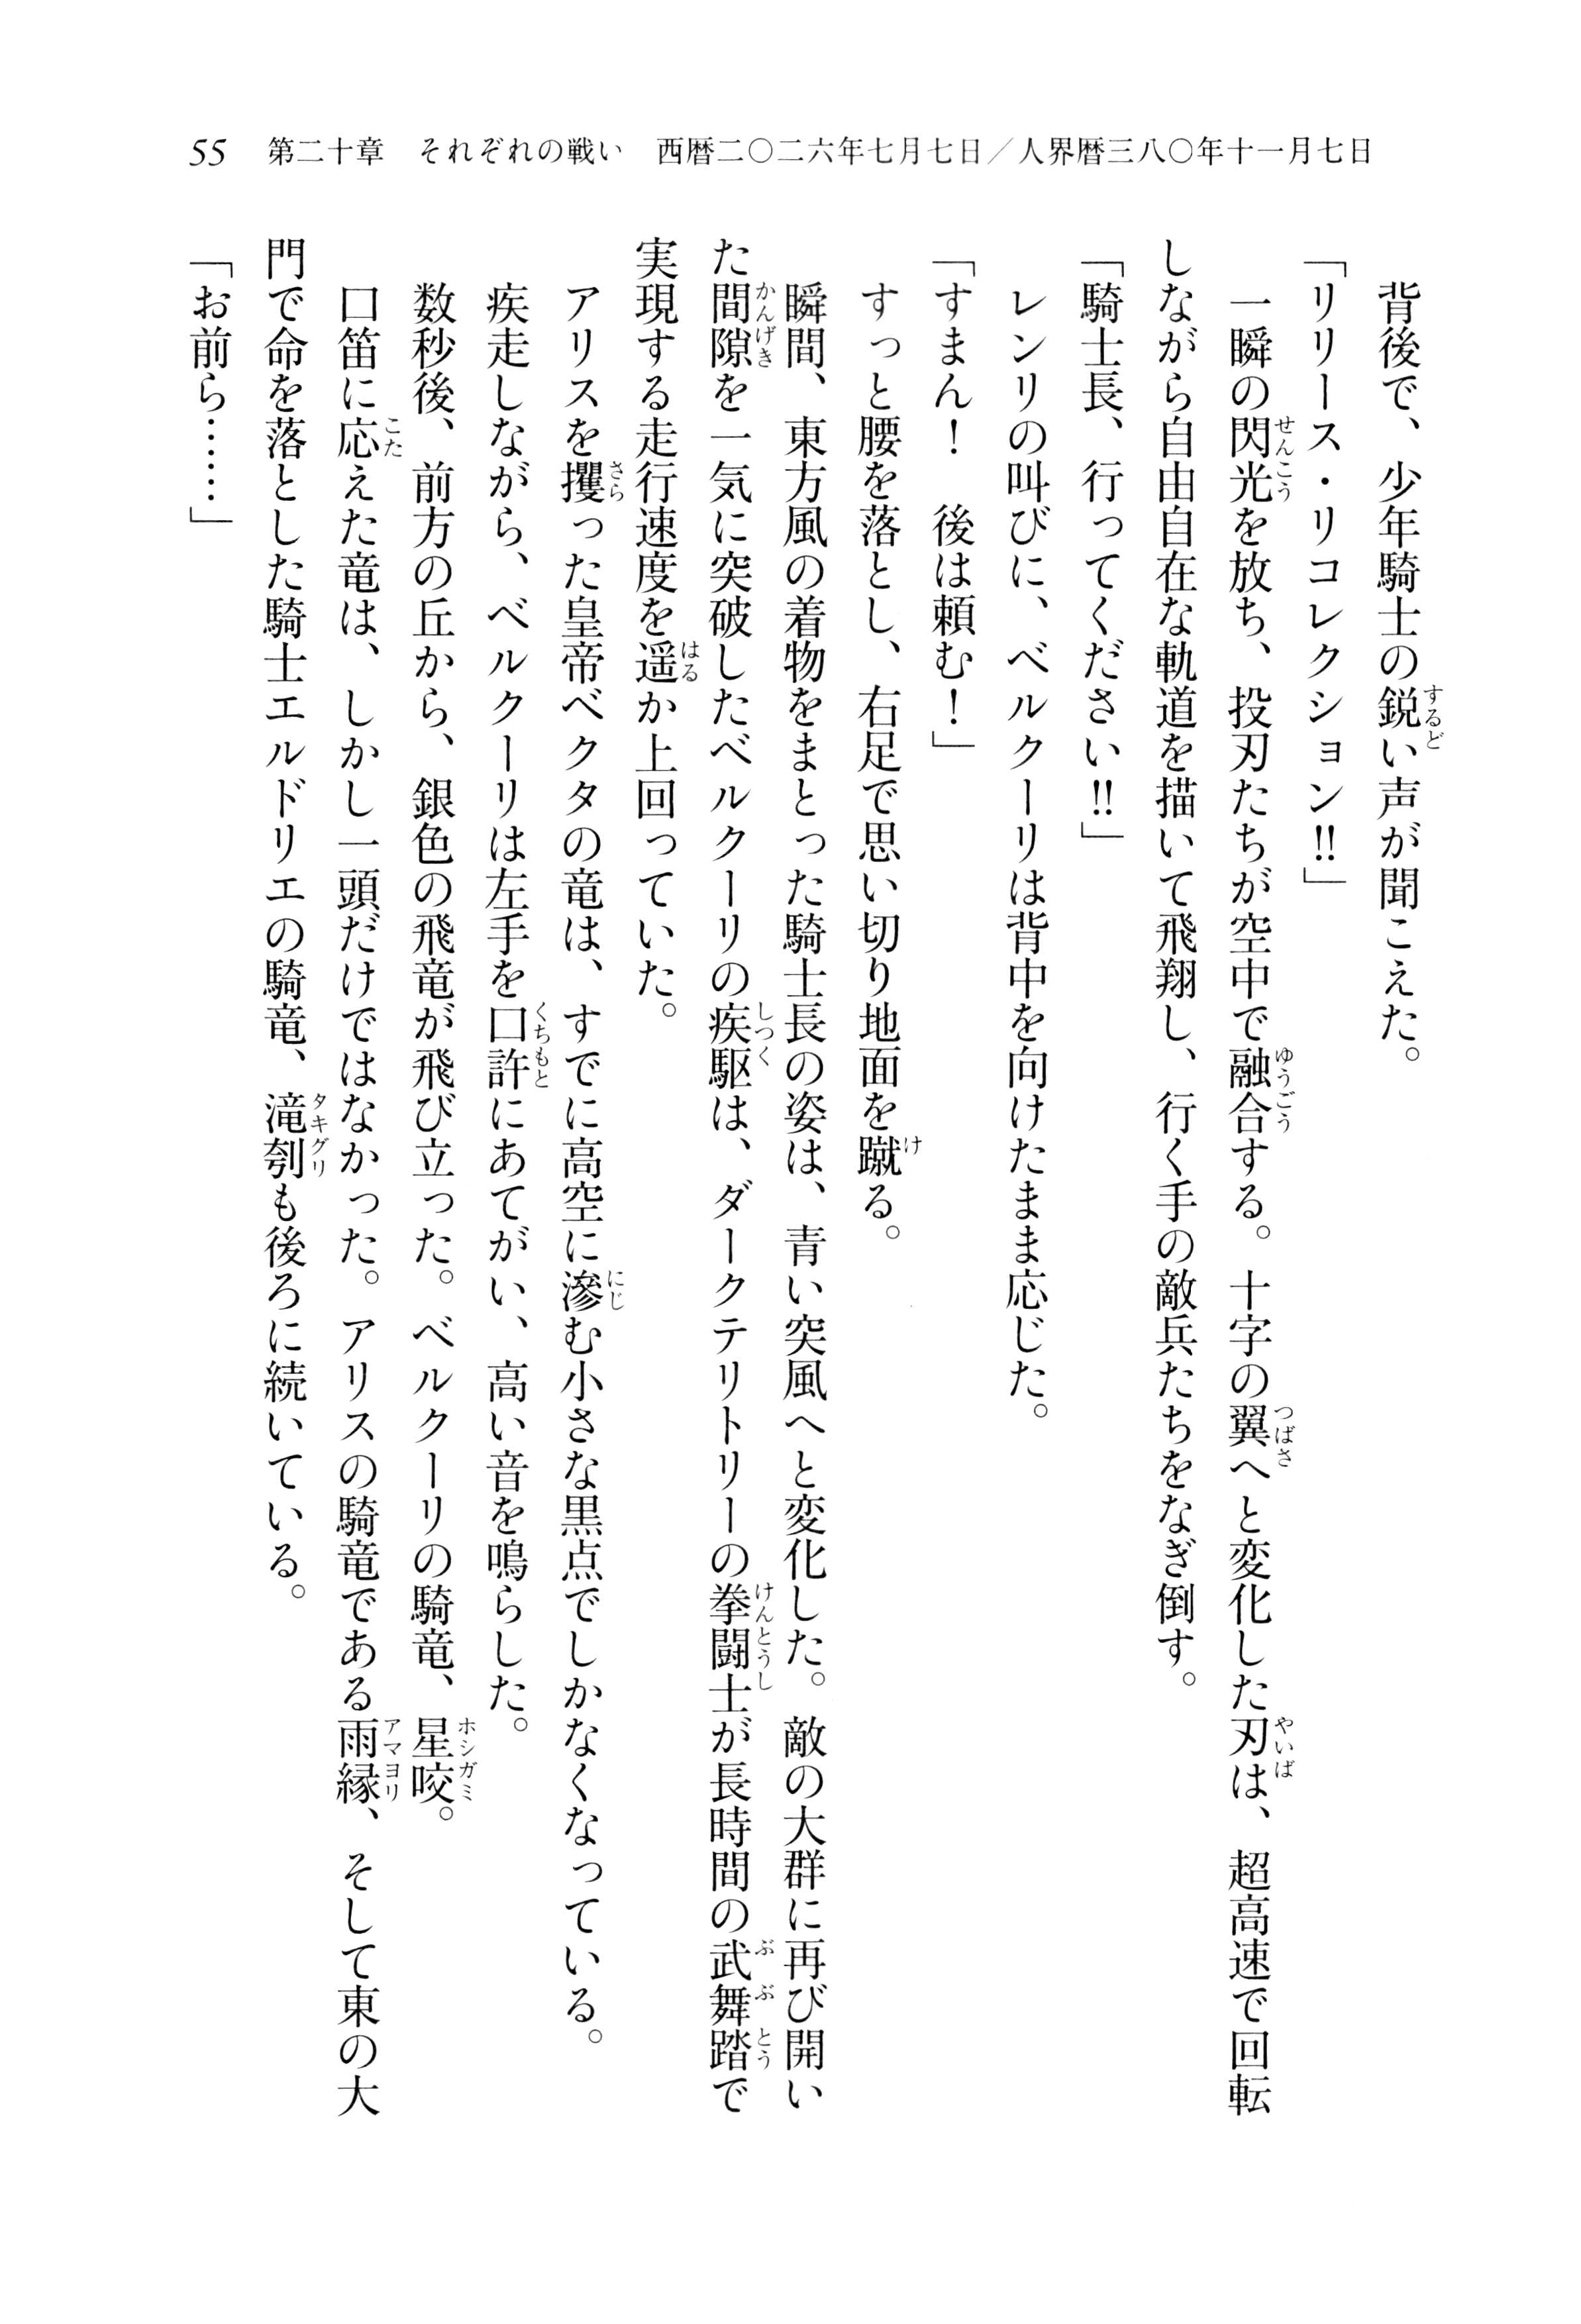 55 第二十章　それぞれの戦い　西暦二〇二六年七月七日／人界暦三八〇年十一月七日
背後で、少年騎士の鋭い声が聞こえた。
「リリース・リコレクション!!」
一瞬の閃光を放ち、投刃たちが空中で融合する。十字の翼へと変化した刃は、超高速で回転
しながら自由自在な軌道を描いて飛翔し、行く手の敵兵たちをなぎ倒す。
「騎士長、行ってください!!」
レンリの叫びに、ベルクーリは背中を向けたまま応じた。
「すまん！　後は頼む！」
すっと腰を落とし、右足で思い切り地面を蹴る。
瞬間、東方風の着物をまとった騎士長の姿は、青い突風へと変化した。敵の大群に再び開い
た間隙を一気に突破したベルクーリの疾駆は、ダークテリトリーの拳闘士が長時間の武舞踏で
実現する走行速度を遥か上回っていた。
アリスを攫った皇帝ベクタの竜は、すでに高空に滲む小さな黒点でしかなくなっている。
疾走しながら、ベルクーリは左手を口許にあてがい、高い音を鳴らした。
数秒後、前方の丘から、銀色の飛竜が飛び立った。ベルクーリの騎竜、星咬。
口笛に応えた竜は、しかし一頭だけではなかった。アリスの騎竜である雨縁、そして東の大
門で命を落とした騎士エルドリエの騎竜、滝刳も後ろに続いている。
「お前ら……」